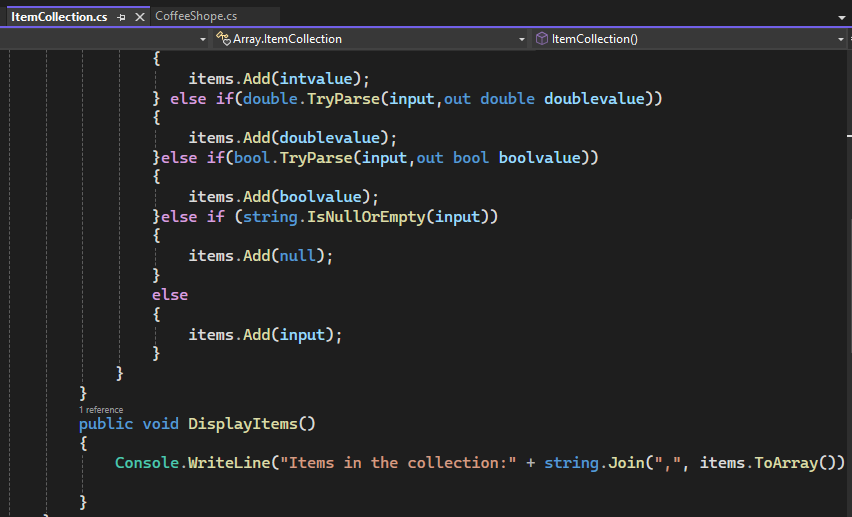 ItemCollection.cs CoffeeShope.cs
Array.ItemCollection ItemCollection()
{
items.Add(intvalue);
} else if(double.TryParse(input,out double doublevalue))
{
items.Add(doublevalue);
}else if(bool.TryParse(input,out bool boolvalue))
{
items.Add(boolvalue);
}else if (string.IsNullOrEmpty(input))
{
items.Add(null);
}
else
{
items.Add(input);
}
}
}
1 reference
public void DisplayItems()
{
Console.WriteLine("Items in the collection:" + string.Join(",", items.ToArray())
}